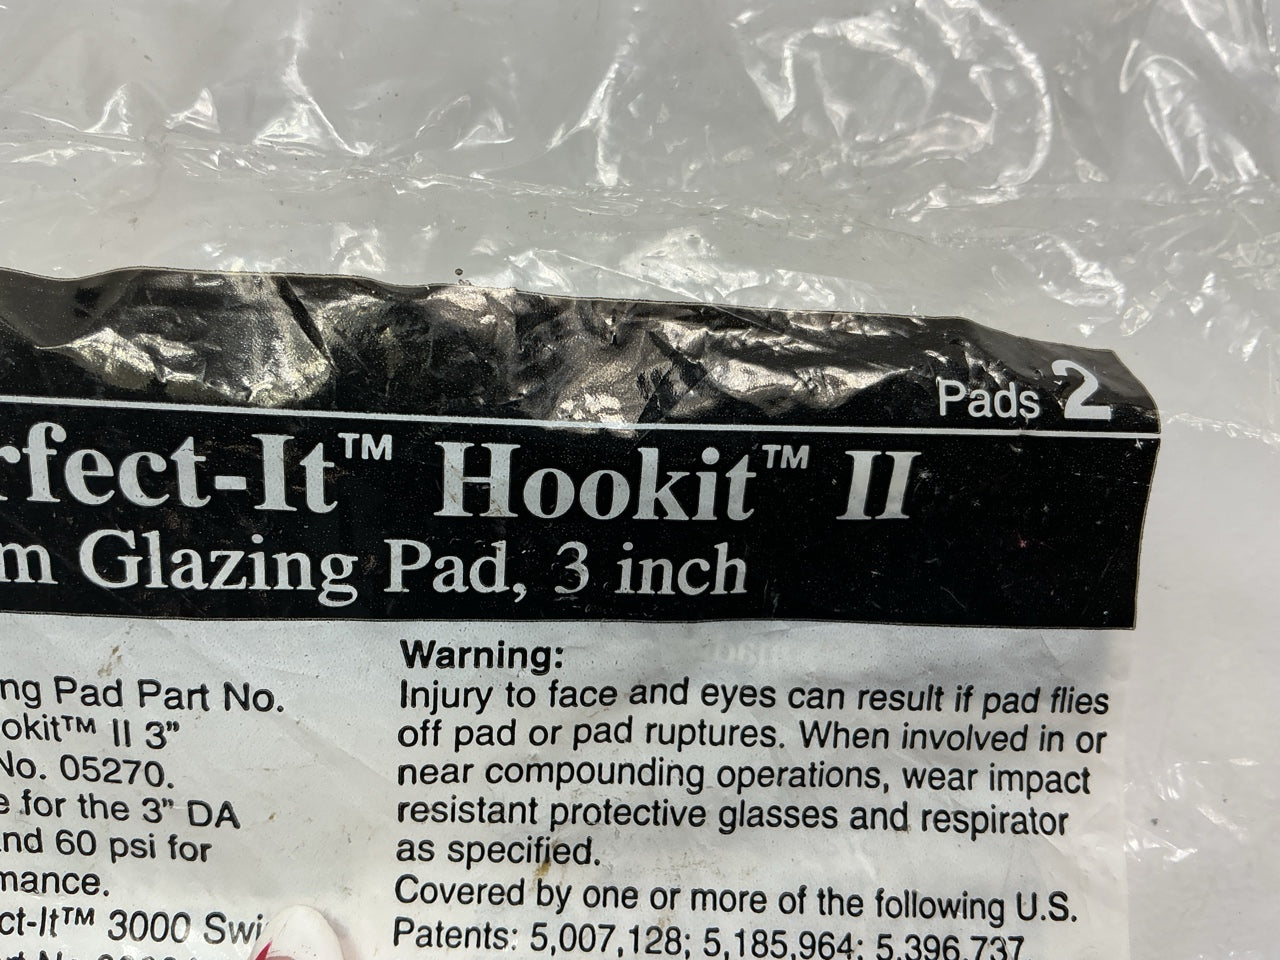 Pads 2
rfect-It™ Hookit™ II
m Glazing Pad, 3 inch
ng Pad Part No.
okit™ II 3"
No. 05270.
e for the 3" DA
nd 60 psi for
mance.
ct-It™ 3000 Swi
Warning:
Injury to face and eyes can result if pad flies
off pad or pad ruptures. When involved in or
near compounding operations, wear impact
resistant protective glasses and respirator
as specified.
Covered by one or more of the following U.S.
Patents: 5,007,128; 5,185,964; 5,396,737